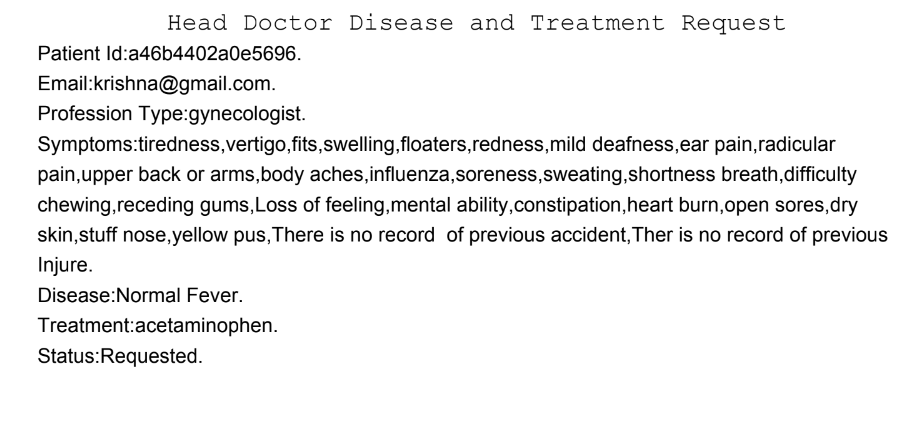 Head Doctor Disease and Treatment Request
Patient Id:a46b4402a0e5696.
Email:krishna@gmail.com.
Profession Type:gynecologist.
Symptoms:tiredness,vertigo,fits,swelling,floaters,redness,mild deafness,ear pain,radicular
pain,upper back or arms,body aches,influenza,soreness,sweating,shortness breath,difficulty
chewing,receding gums,Loss of feeling,mental ability,constipation,heart burn,open sores,dry
skin,stuff nose,yellow pus,There is no record  of previous accident,Ther is no record of previous
Injure.
Disease:Normal Fever.
Treatment:acetaminophen.
Status:Requested.